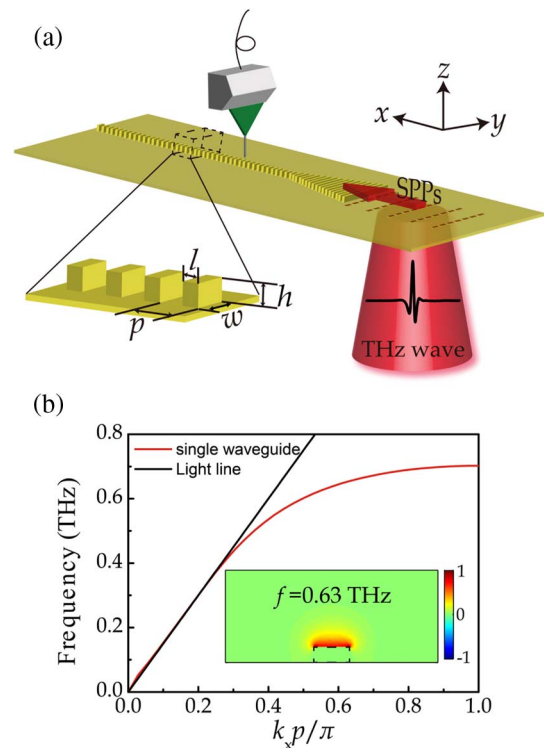 (a)
z
x
y
SPPs
l
h
p
w
THz wave
(b)
0.8
single waveguide
Light line
0.6
Frequency (THz)
0.4
f=0.63 THz
1
0
-1
0.2
0.0
0.0 0.2 0.4 0.6 0.8 1.0
kₓp/π